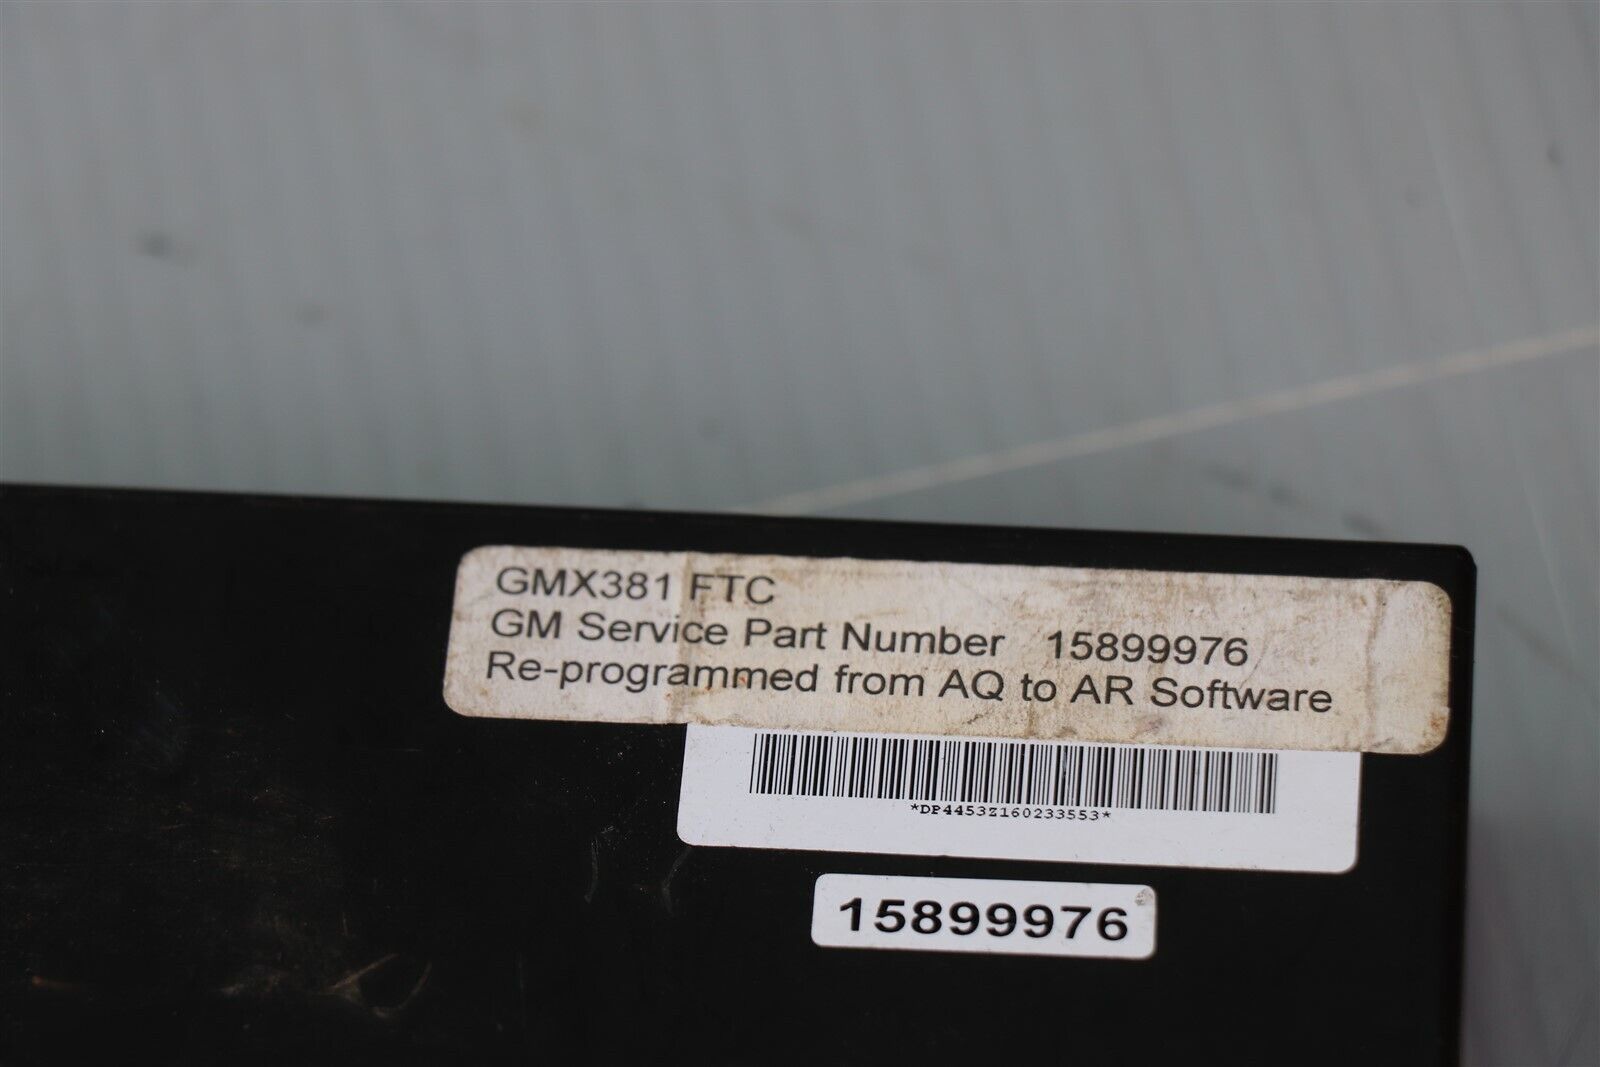 GMX381 FTC
GM Service Part Number 15899976
Re-programmed from AQ to AR Software
*DP4453Z160233553*
15899976